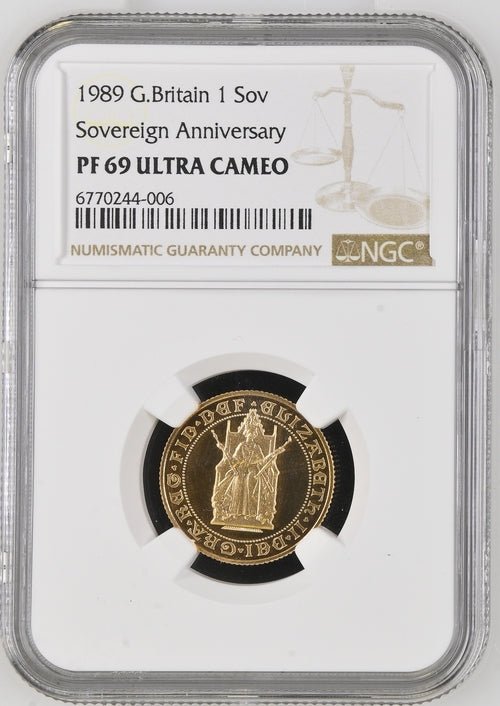 1989 G.Britain 1 Sov
Sovereign Anniversary
PF 69 ULTRA CAMEO
6770244-006
NUMISMATIC GUARANTY COMPANY
NGC®
ELIZABETH·II·DEI·GRA·REG·FID·DEF·